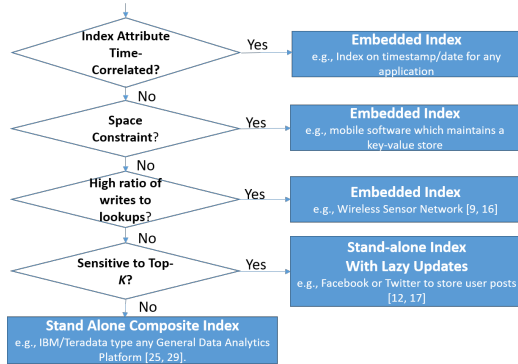 Index Attribute
Time-
Correlated?
Yes
Embedded Index
e.g., Index on timestamp/date for any
application
No
Space
Constraint?
Yes
Embedded Index
e.g., mobile software which maintains a
key-value store
No
High ratio of
writes to
lookups?
Yes
Embedded Index
e.g., Wireless Sensor Network [9, 16]
No
Sensitive to Top-
K?
Yes
Stand-alone Index
With Lazy Updates
e.g., Facebook or Twitter to store user posts
[12, 17]
No
Stand Alone Composite Index
e.g., IBM/Teradata type any General Data Analytics
Platform [25, 29].